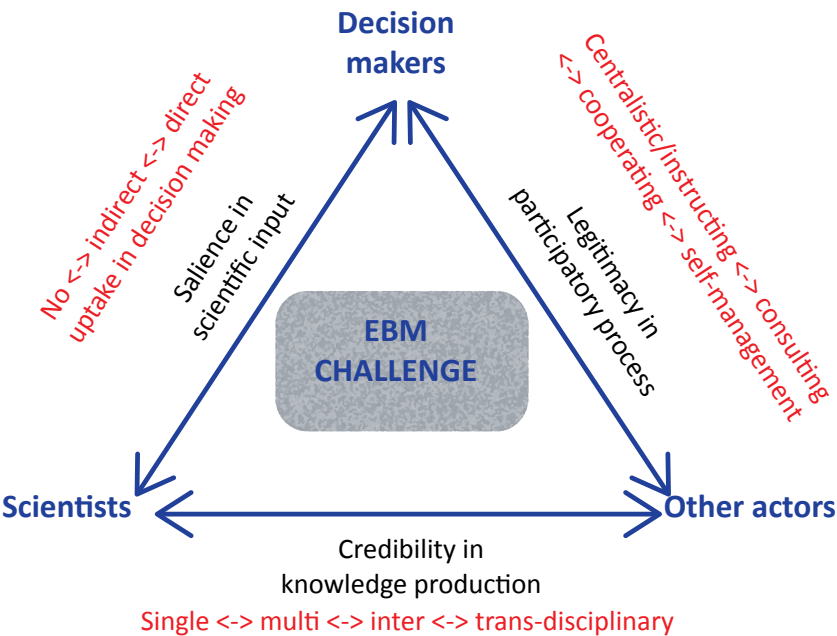 Decision
makers
No <-> indirect <-> direct
uptake in decision making
Salience in
scientific input
Centralistic/instructing <-> consulting
<-> cooperating <-> self-management
Legitimacy in
participatory process
EBM
CHALLENGE
Scientists
Other actors
Credibility in
knowledge production
Single <-> multi <-> inter <-> trans-disciplinary